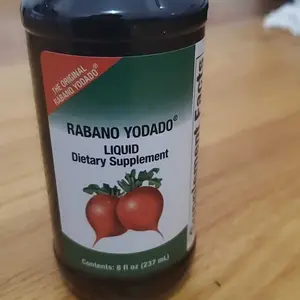 THE ORIGINAL
RABANO YODADO®
RABANO YODADO®
LIQUID
Dietary Supplement
Contents: 8 fl oz (237 mL)
Supplement Facts